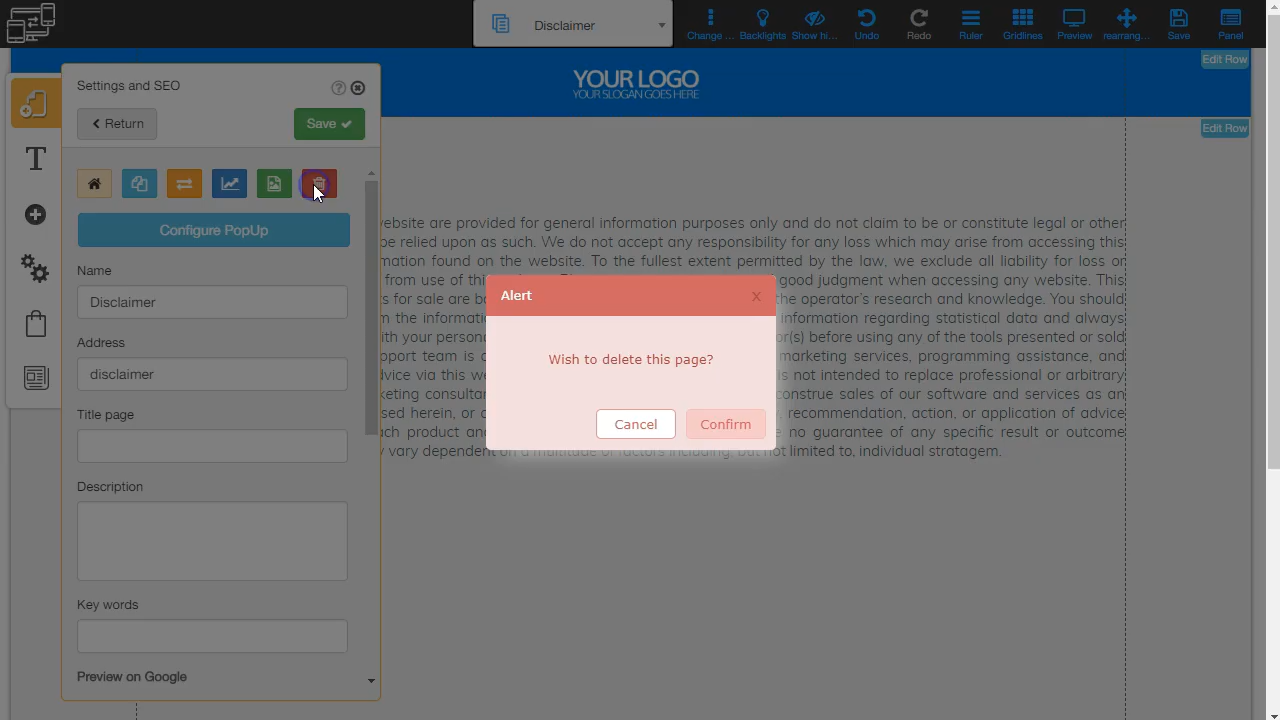 Disclaimer
Change ...
Backlights
Show hi...
Undo
Redo
Ruler
Gridlines
Preview
rearrang...
Save
Panel
Settings and SEO
Return
Save
Configure PopUp
Name
Disclaimer
Address
disclaimer
Title page
Description
Key words
Preview on Google
YOUR LOGO
YOUR SLOGAN GOES HERE
Edit Row
Edit Row
ebsite are provided for general information purposes only and do not claim to be or constitute legal or other
be relied upon as such. We do not accept any responsibility for any loss which may arise from accessing this
mation found on the website. To the fullest extent permitted by the law, we exclude all liability for loss or
from use of this good judgment when accessing any website. This
s for sale are the operator's research and knowledge. You should
m the informa information regarding statistical data and always
ith your person or(s) before using any of the tools presented or sold
pport team is marketing services, programming assistance, and
dvice via this we is not intended to replace professional or arbitrary
keting consulta construe sales of our software and services as an
sed herein, or recommendation, action, or application of advice
ach product an no guarantee of any specific result or outcome
y vary dependent on a multitude of factors including, but not limited to, individual stratagem.
Alert
X
Wish to delete this page?
Cancel
Confirm